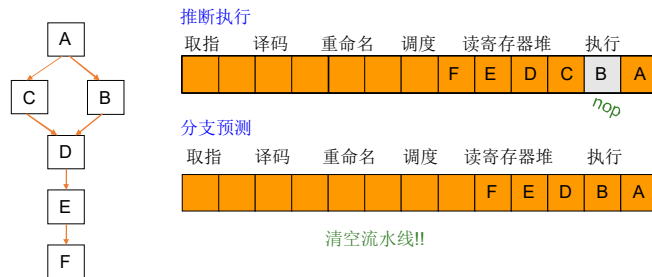 推断执行
取指 译码 重命名 调度 读寄存器堆 执行
F E D C B A
nop
分支预测
取指 译码 重命名 调度 读寄存器堆 执行
F E D B A
清空流水线!!
A
C B
D
E
F